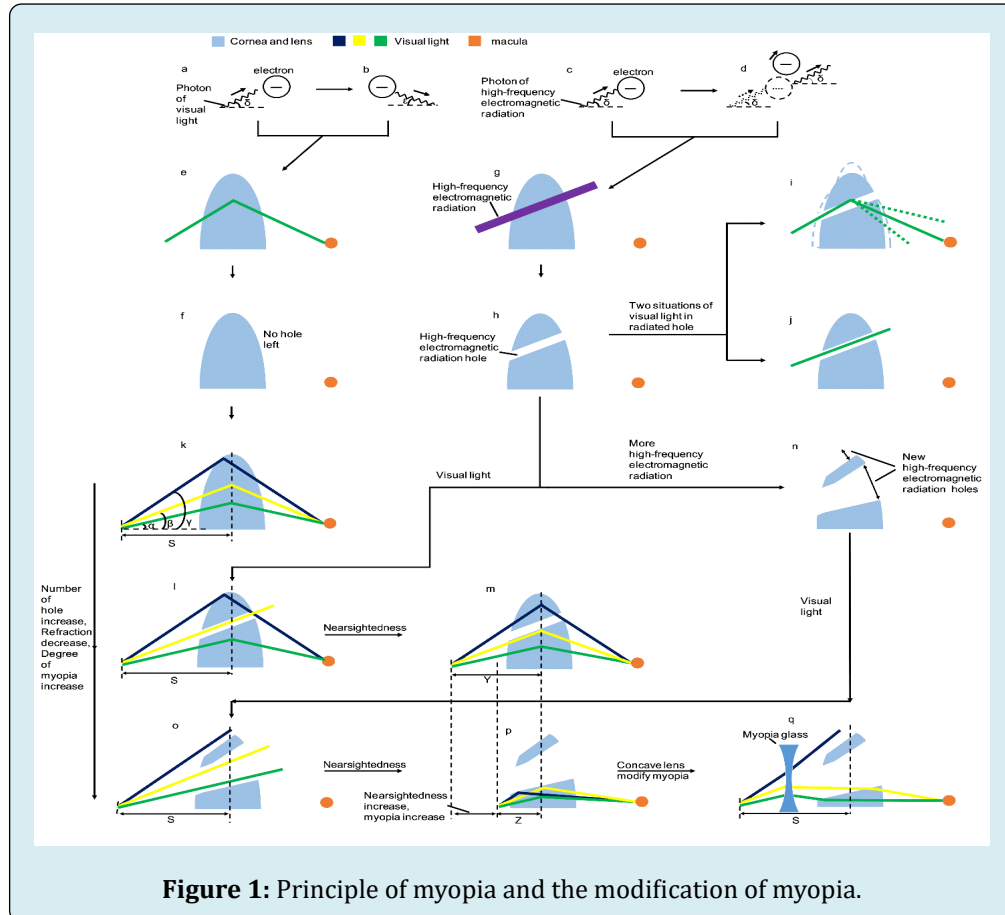 Cornea and lens
Visual light
macula
a
electron
b
Photon
of
visual
light
δ
ε
c
electron
d
Photon of
high-frequency
electromagnetic
radiation
δ
δ
δ
e
g
High-frequency
electromagnetic
radiation
i
f
No hole
left
h
High-frequency
electromagnetic
radiation hole
Two situations of
visual light in
radiated hole
j
k
α
β
γ
S
Visual light
More
high-frequency
electromagnetic
radiation
n
New
high-frequency
electromagnetic
radiation holes
Number
of
hole
increase,
Refraction
decrease,
Degree
of
myopia
increase
l
S
Nearsightedness
m
Y
Visual
light
o
S
Nearsightedness
Nearsightedness
increase,
myopia increase
p
Z
Concave lens
modify myopia
q
Myopia glass
S
Figure 1: Principle of myopia and the modification of myopia.